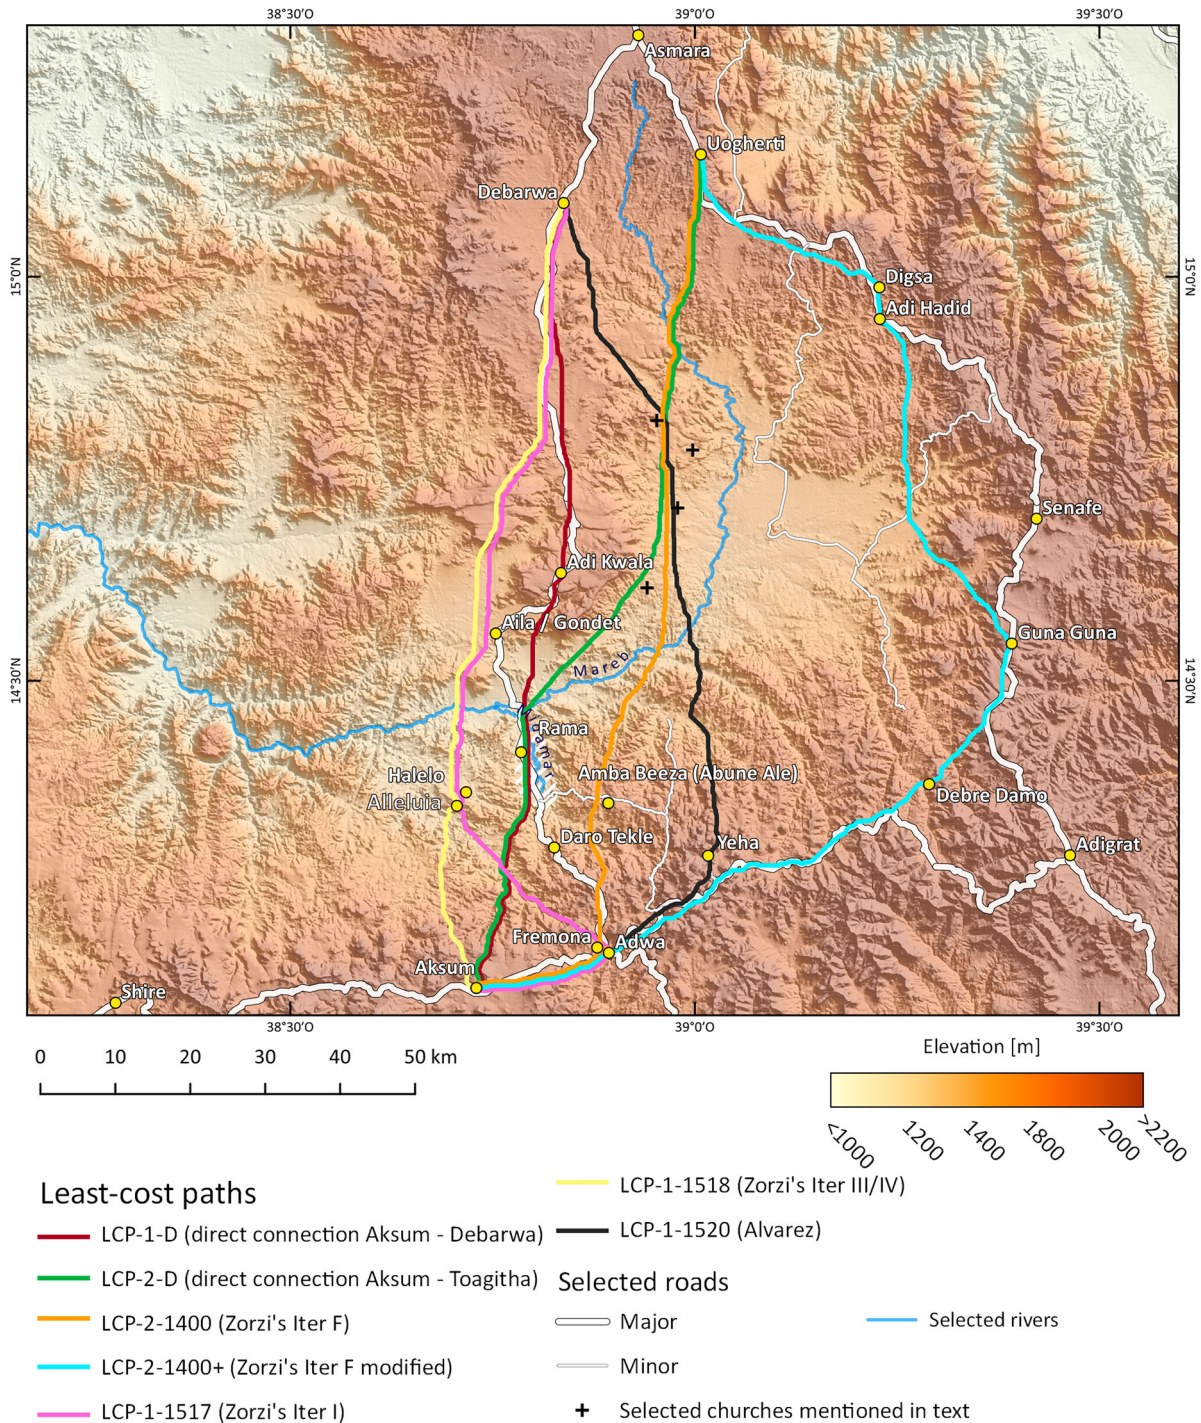 38°30'0 39°0'O 39°30'O
Asmara
Uogherti
Debarwa
15°0'N 15°0'N
Digsa
Adi Hadid
Senafe
Adi Kwala
Aila / Gondet
Guna Guna
Mareb
14°30'N 14°30'N
Rama
Halelo
Amba Beeza (Abune Ale)
Alleluia
Debre Damo
Daro Tekle
Yeha
Adigrat
Fremona
Adwa
Aksum
Shire
38°30'0 39°0'O 39°30'O
0 10 20 30 40 50 km
Elevation [m]
<1000 1200 1400 1800 2000 >2200
Least-cost paths
LCP-1-D (direct connection Aksum - Debarwa)
LCP-2-D (direct connection Aksum - Toagitha)
LCP-2-1400 (Zorzi's Iter F)
LCP-2-1400+ (Zorzi's Iter F modified)
LCP-1-1517 (Zorzi's Iter I)
LCP-1-1518 (Zorzi's Iter III/IV)
LCP-1-1520 (Alvarez)
Selected roads
Major
Minor
Selected rivers
Selected churches mentioned in text